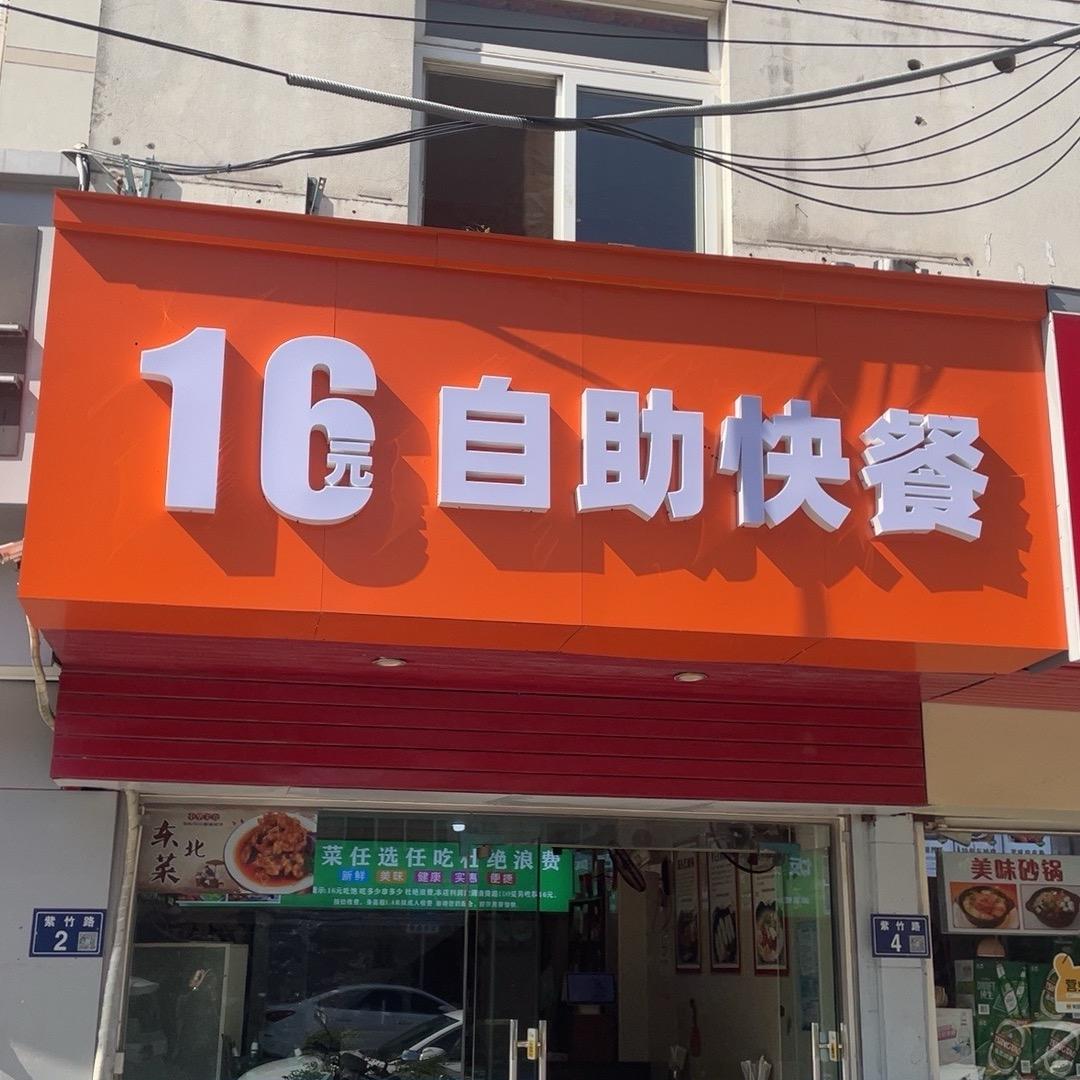 16元自助快餐
东北菜
菜任选任吃杜绝浪费
新鲜 美味 健康 实惠 便捷
紫竹路
2
紫竹路
4
美味砂锅